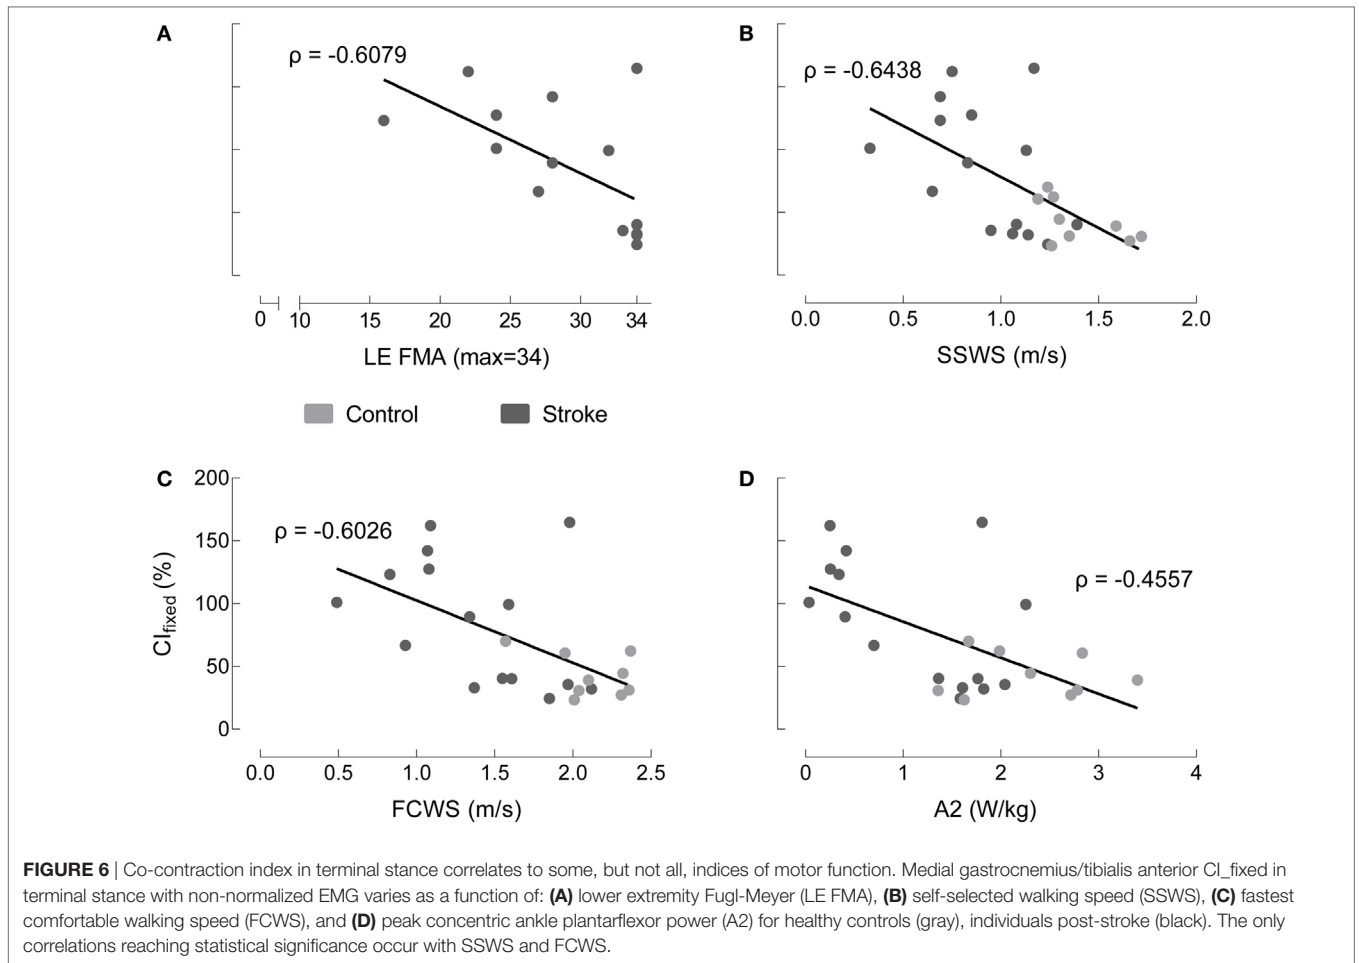 A
ρ = -0.6079
0 10 15 20 25 30 34
LE FMA (max=34)
B
ρ = -0.6438
0.0 0.5 1.0 1.5 2.0
SSWS (m/s)
Control Stroke
C
ρ = -0.6026
200
150
100
50
0
CIfixed (%)
0.0 0.5 1.0 1.5 2.0 2.5
FCWS (m/s)
D
ρ = -0.4557
0 1 2 3 4
A2 (W/kg)
FIGURE 6 | Co-contraction index in terminal stance correlates to some, but not all, indices of motor function. Medial gastrocnemius/tibialis anterior CI_fixed in
terminal stance with non-normalized EMG varies as a function of: (A) lower extremity Fugl-Meyer (LE FMA), (B) self-selected walking speed (SSWS), (C) fastest
comfortable walking speed (FCWS), and (D) peak concentric ankle plantarflexor power (A2) for healthy controls (gray), individuals post-stroke (black). The only
correlations reaching statistical significance occur with SSWS and FCWS.